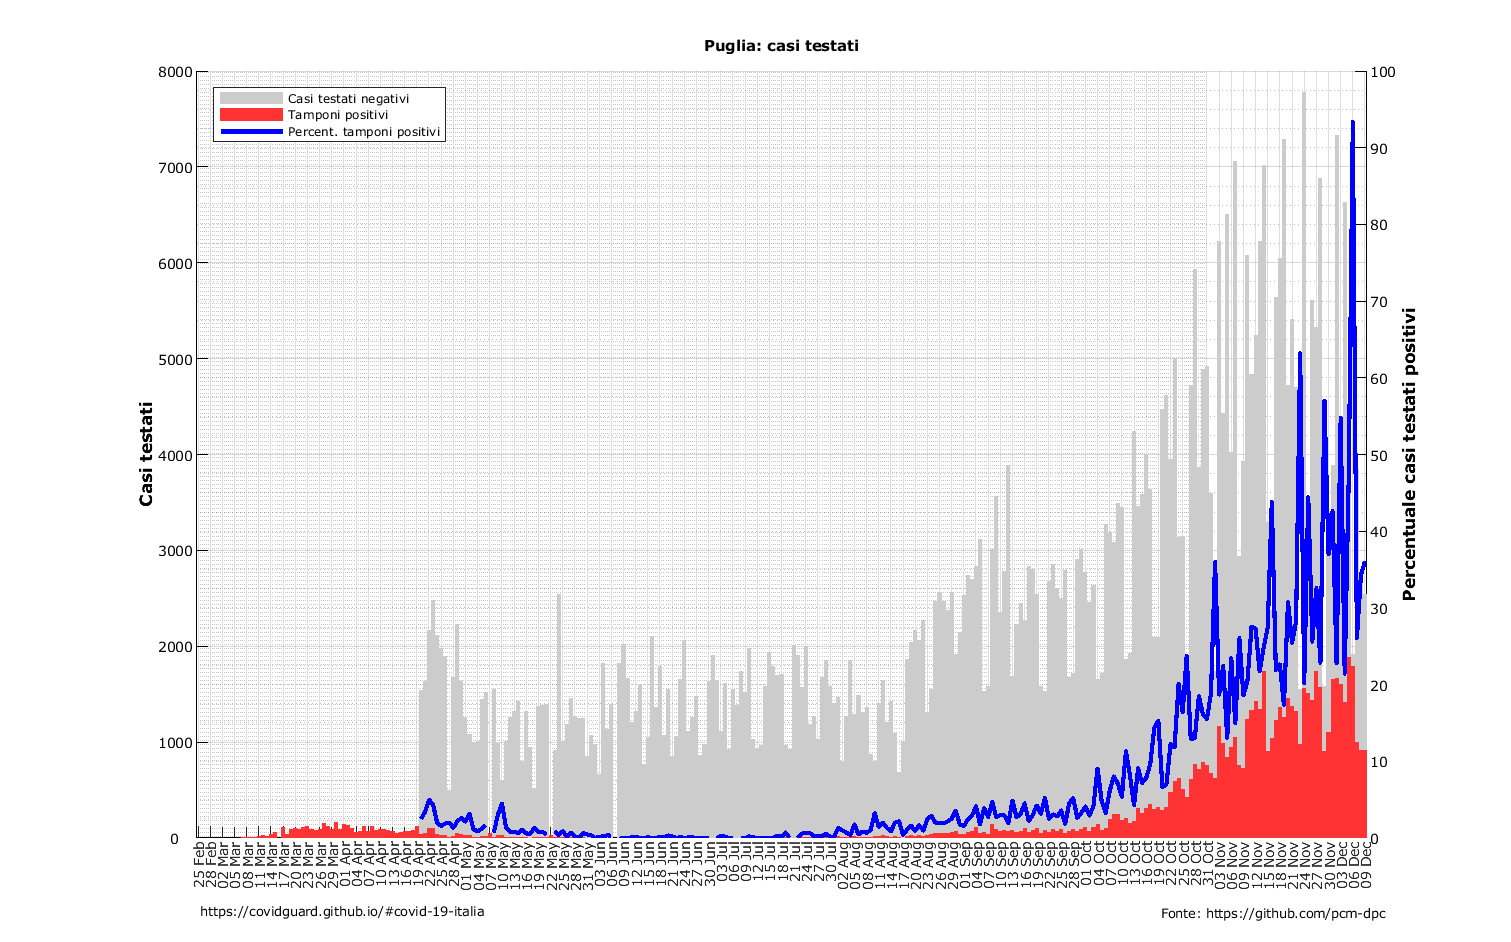 Puglia: casi testati
Casi testati negativi
Tamponi positivi
Percent. tamponi positivi
8000
7000
6000
5000
4000
3000
2000
1000
0
Casi testati
100
90
80
70
60
50
40
30
20
10
0
Percentuale casi testati positivi
25 Feb
28 Feb
02 Mar
05 Mar
08 Mar
11 Mar
14 Mar
17 Mar
20 Mar
23 Mar
26 Mar
29 Mar
01 Apr
04 Apr
07 Apr
10 Apr
13 Apr
16 Apr
19 Apr
22 Apr
25 Apr
28 Apr
01 May
04 May
07 May
10 May
13 May
16 May
19 May
22 May
25 May
28 May
31 May
03 Jun
06 Jun
09 Jun
12 Jun
15 Jun
18 Jun
21 Jun
24 Jun
27 Jun
30 Jun
03 Jul
06 Jul
09 Jul
12 Jul
15 Jul
18 Jul
21 Jul
24 Jul
27 Jul
30 Jul
02 Aug
05 Aug
08 Aug
11 Aug
14 Aug
17 Aug
20 Aug
23 Aug
26 Aug
29 Aug
01 Sep
04 Sep
07 Sep
10 Sep
13 Sep
16 Sep
19 Sep
22 Sep
25 Sep
28 Sep
01 Oct
04 Oct
07 Oct
10 Oct
13 Oct
16 Oct
19 Oct
22 Oct
25 Oct
28 Oct
31 Oct
03 Nov
06 Nov
09 Nov
12 Nov
15 Nov
18 Nov
21 Nov
24 Nov
27 Nov
30 Nov
03 Dec
06 Dec
09 Dec
https://covidguard.github.io/#covid-19-italia
Fonte: https://github.com/pcm-dpc